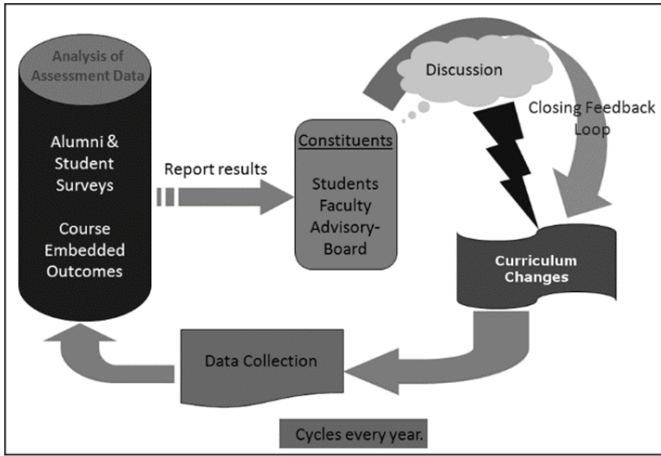 Analysis of
Assessment Data
Alumni &
Student
Surveys
Course
Embedded
Outcomes
Report results
Constituents
Students
Faculty
Advisory-
Board
Discussion
Closing Feedback
Loop
Curriculum
Changes
Data Collection
Cycles every year.